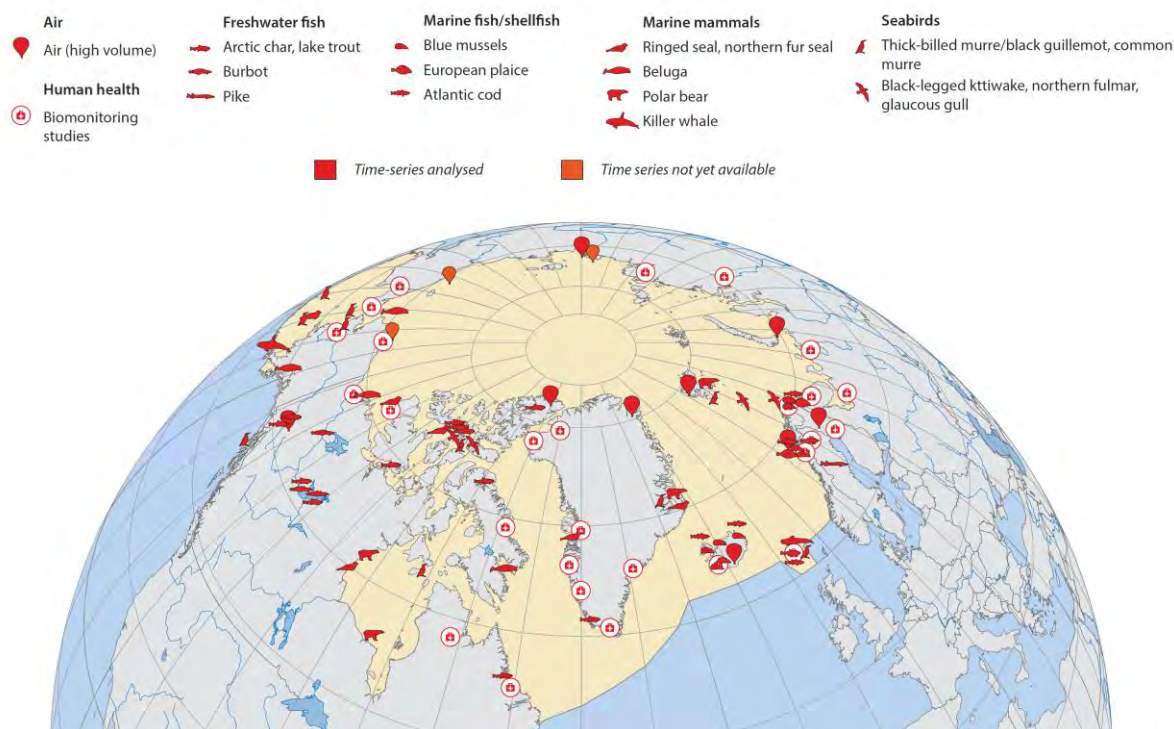 Air
Air (high volume)
Human health
Biomonitoring
studies
Freshwater fish
Arctic char, lake trout
Burbot
Pike
Marine fish/shellfish
Blue mussels
European plaice
Atlantic cod
Marine mammals
Ringed seal, northern fur seal
Beluga
Polar bear
Killer whale
Seabirds
Thick-billed murre/black guillemot, common
murre
Black-legged kttiwake, northern fulmar,
glaucous gull
Time-series analysed
Time series not yet available